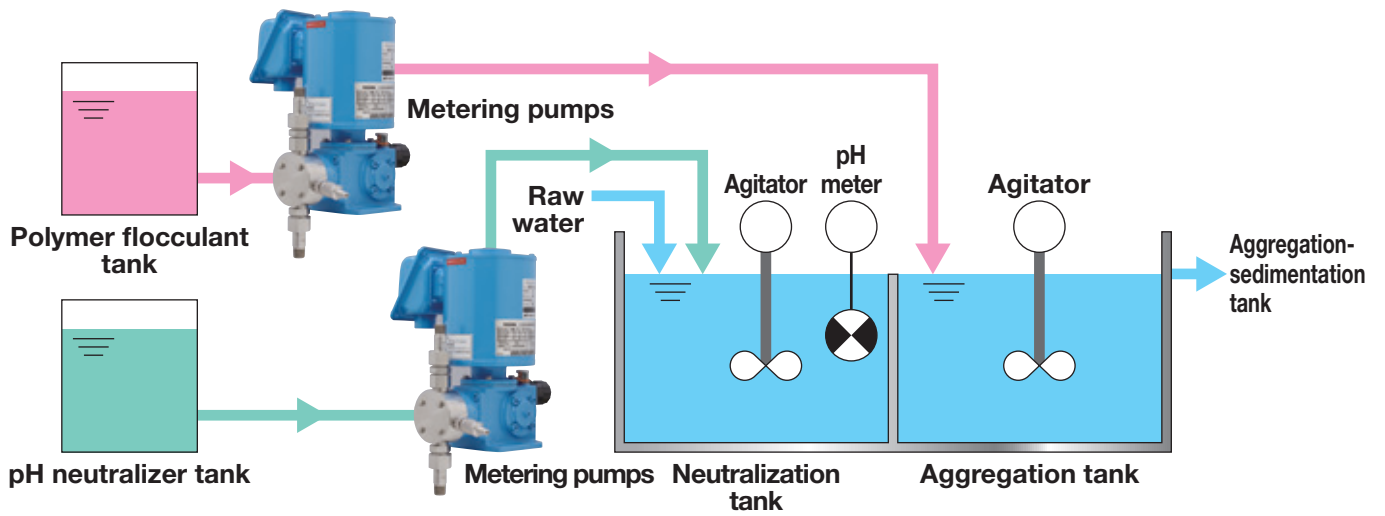 Metering pumps
Polymer flocculant
tank
Raw
water
Agitator
pH
meter
Agitator
Aggregation-
sedimentation
tank
pH neutralizer tank
Metering pumps
Neutralization
tank
Aggregation tank